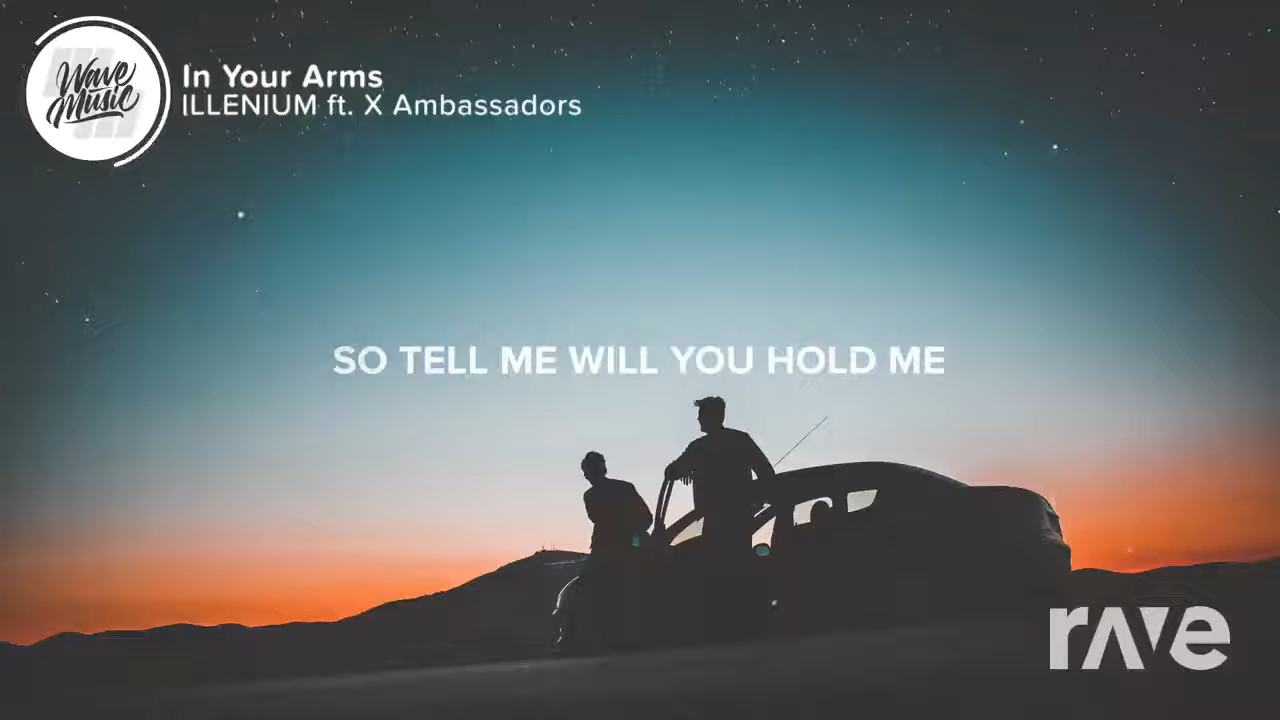 Wave
Music
In Your Arms
ILLENIUM ft. X Ambassadors
SO TELL ME WILL YOU HOLD ME
rave